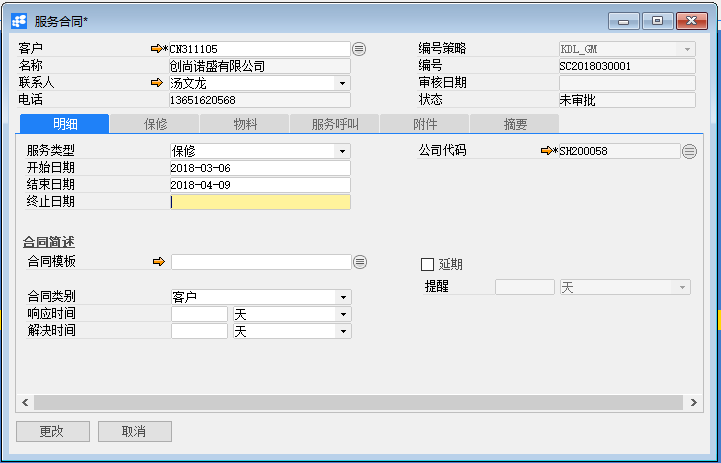 服务合同*
客户 *CN311105 编号策略 KDL_GM
名称 创尚诺盛有限公司 编号 SC2018030001
联系人 汤文龙 审核日期
电话 13651620568 状态 未审批
明细 保修 物料 服务呼叫 附件 摘要
服务类型 保修 公司代码 *SH200058
开始日期 2018-03-06
结束日期 2018-04-09
终止日期
合同简述
合同模板 延期
提醒 天
合同类别 客户
响应时间 天
解决时间 天
更改 取消